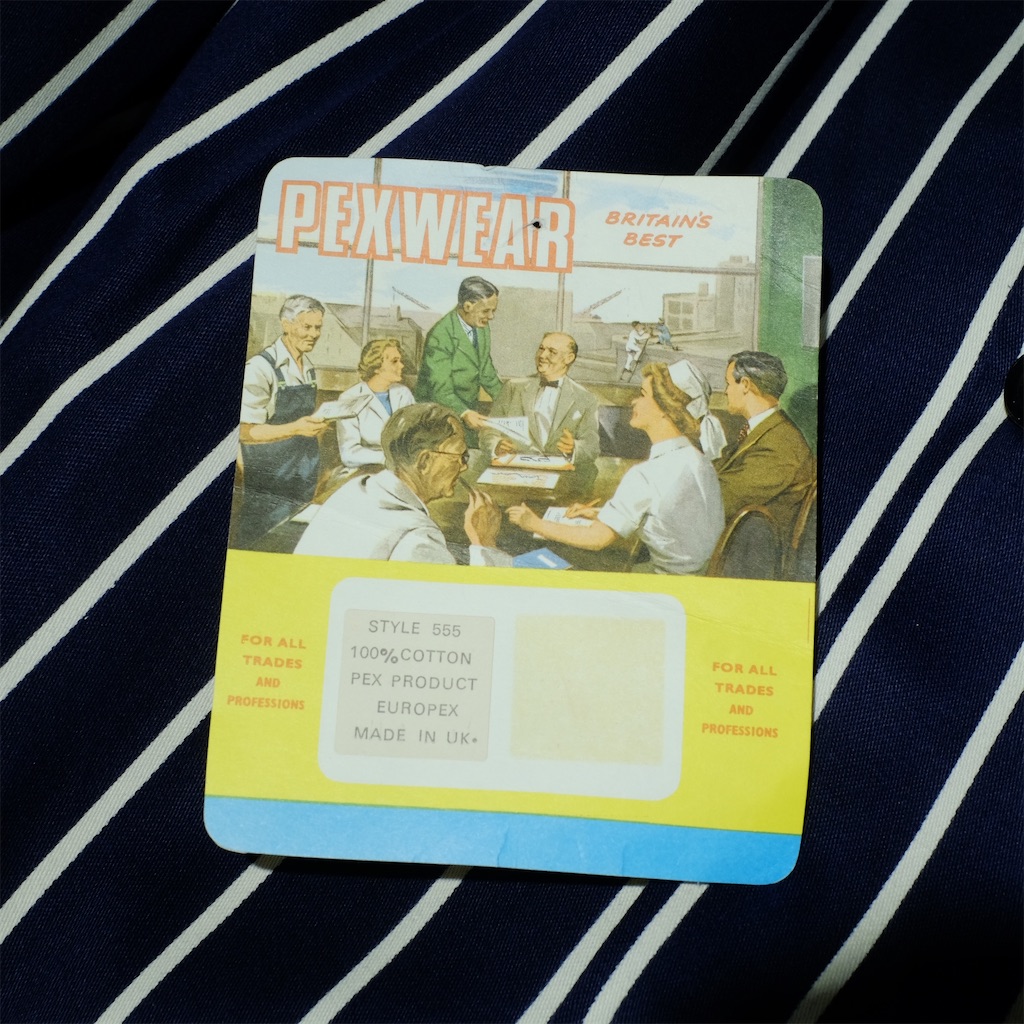 PEXWEAR
BRITAIN'S
BEST
FOR ALL
TRADES
AND
PROFESSIONS
STYLE 555
100%COTTON
PEX PRODUCT
EUROPEX
MADE IN UK.
FOR ALL
TRADES
AND
PROFESSIONS